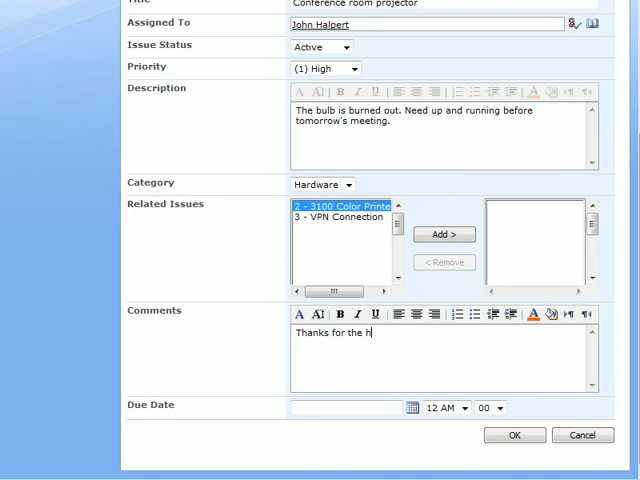 Title
Conference room projector
Assigned To
John Halpert
Issue Status
Active
Priority
(1) High
Description
A A B I U A
The bulb is burned out. Need up and running before
tomorrow's meeting.
Category
Hardware
Related Issues
2 - 3100 Color Printe
3 - VPN Connection
Add >
< Remove
Comments
A A B I U A
Thanks for the h
Due Date
12 AM
00
OK
Cancel